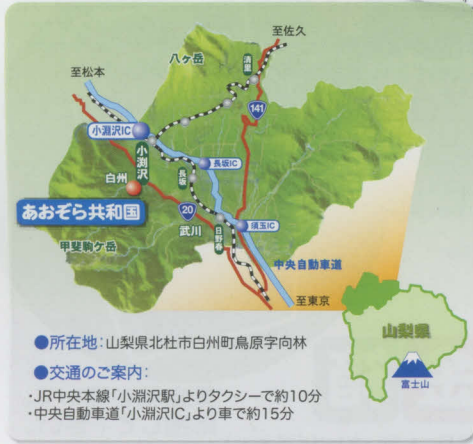 至佐久
八ヶ岳
至松本
清里
141
小淵沢IC
小淵沢
長坂IC
長坂
白州
あおぞら共和国
20
武川
日野春
須玉IC
甲斐駒ケ岳
中央自動車道
至東京
山梨県
富士山
●所在地:山梨県北杜市白州町鳥原字向林
●交通のご案内:
・JR中央本線「小淵沢駅」よりタクシーで約10分
・中央自動車道「小淵沢IC」より車で約15分